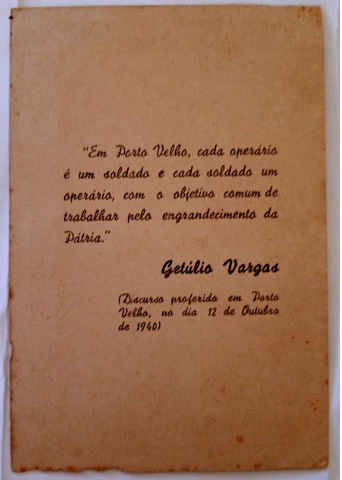 "Em Porto Velho, cada operário
é um soldado e cada soldado um
operário, com o objetivo comum de
trabalhar pelo engrandecimento da
Pátria."
Getúlio Vargas
(Discurso proferido em Porto
Velho, no dia 12 de Outubro
de 1940)